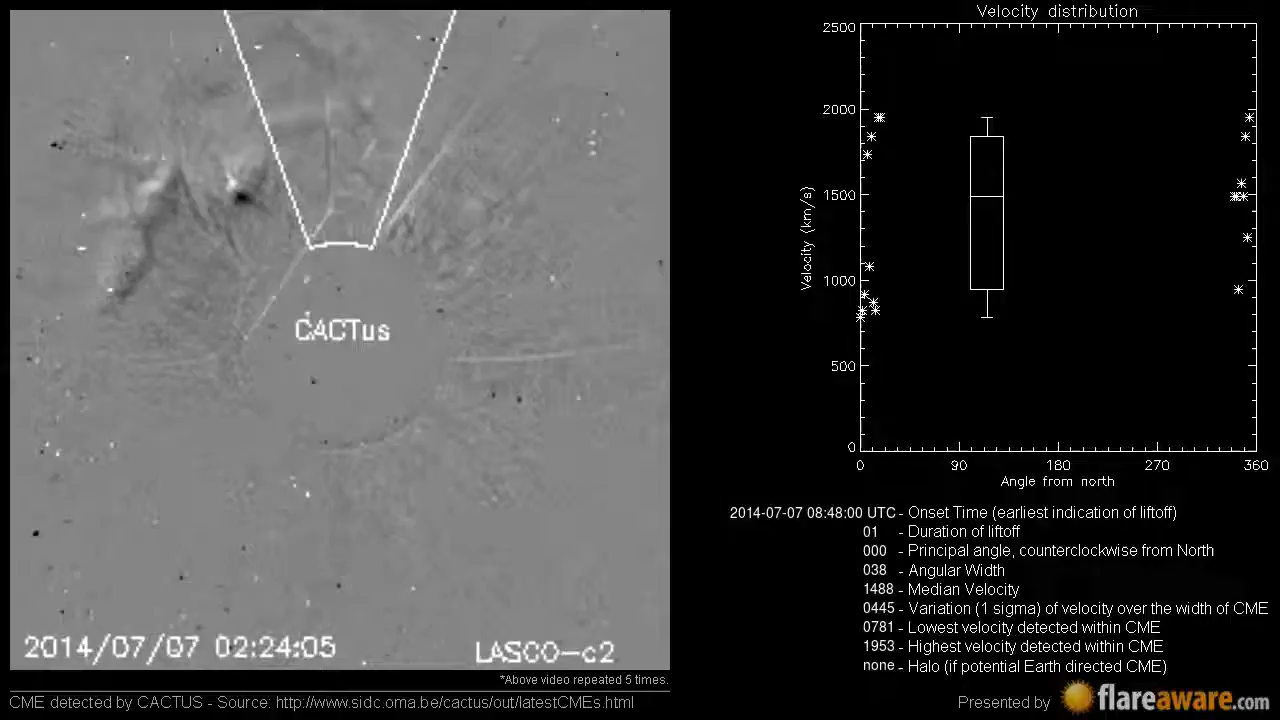 CACTus
2014/07/07 02:24:05
LASCO-c2
*Above video repeated 5 times.
CME detected by CACTUS - Source: http://www.sidc.oma.be/cactus/out/latestCMEs.html
Velocity distribution
Velocity (km/s)
2500
2000
1500
1000
500
0
0 90 180 270 360
Angle from north
2014-07-07 08:48:00 UTC - Onset Time (earliest indication of liftoff)
01 - Duration of liftoff
000 - Principal angle, counterclockwise from North
038 - Angular Width
1488 - Median Velocity
0445 - Variation (1 sigma) of velocity over the width of CME
0781 - Lowest velocity detected within CME
1953 - Highest velocity detected within CME
none - Halo (if potential Earth directed CME)
Presented by flareaware.com